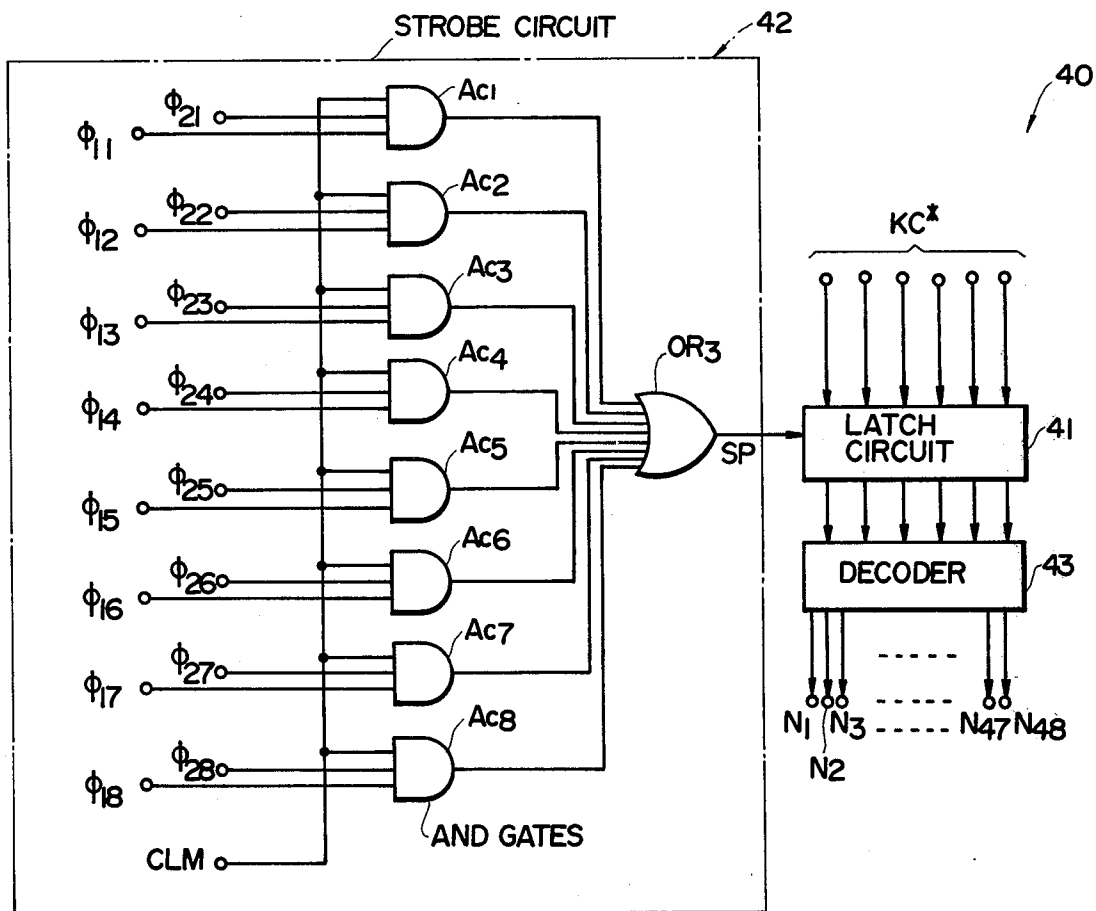 STROBE CIRCUIT
42
40
Φ21
Φ11
Ac1
Φ22
Φ12
Ac2
Φ23
Φ13
Ac3
Φ24
Φ14
Ac4
Φ25
Φ15
Ac5
Φ26
Φ16
Ac6
Φ27
Φ17
Ac7
Φ28
Φ18
Ac8
AND GATES
CLM
OR3
SP
KC*
LATCH
CIRCUIT
41
DECODER
43
N1
N2
N3
N47
N48